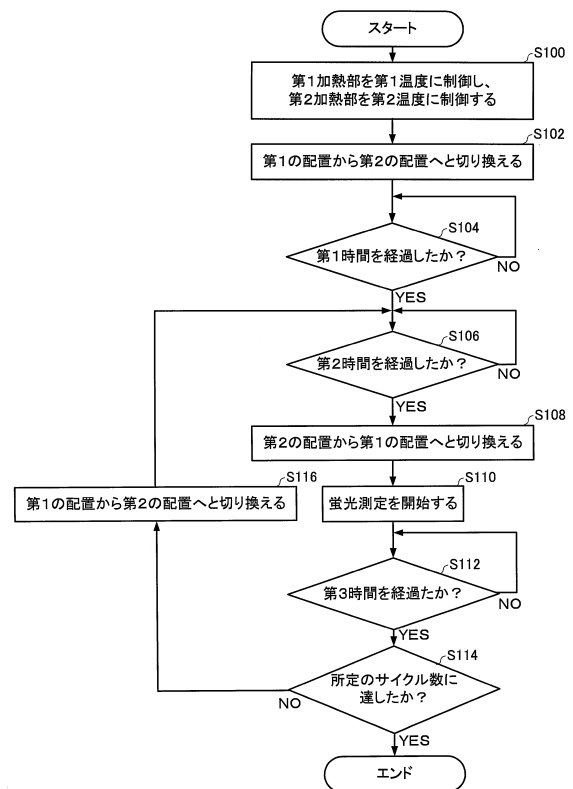 スタート
S100
第1加熱部を第1温度に制御し、
第2加熱部を第2温度に制御する
S102
第1の配置から第2の配置へと切り換える
S104
第1時間を経過したか？
NO
YES
S106
第2時間を経過したか？
NO
YES
S108
第2の配置から第1の配置へと切り換える
S116
第1の配置から第2の配置へと切り換える
S110
蛍光測定を開始する
S112
第3時間を経過したか？
NO
YES
S114
所定のサイクル数に
達したか？
NO
YES
エンド